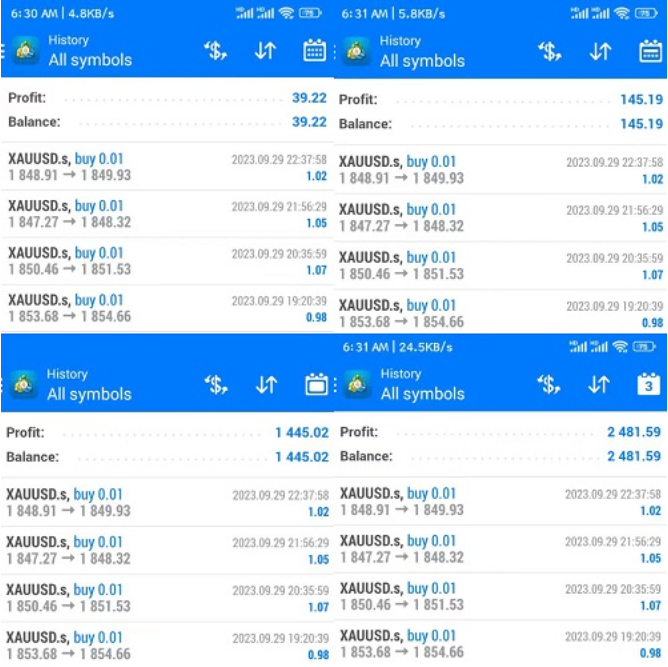 6:30 AM | 4.8KB/s
History
All symbols
Profit: 39.22
Balance: 39.22
XAUUSD.s, buy 0.01 2023.09.29 22:37:58
1 848.91 → 1 849.93 1.02
XAUUSD.s, buy 0.01 2023.09.29 21:56:29
1 847.27 → 1 848.32 1.05
XAUUSD.s, buy 0.01 2023.09.29 20:35:59
1 850.46 → 1 851.53 1.07
XAUUSD.s, buy 0.01 2023.09.29 19:20:39
1 853.68 → 1 854.66 0.98
6:31 AM | 5.8KB/s
History
All symbols
Profit: 145.19
Balance: 145.19
XAUUSD.s, buy 0.01 2023.09.29 22:37:58
1 848.91 → 1 849.93 1.02
XAUUSD.s, buy 0.01 2023.09.29 21:56:29
1 847.27 → 1 848.32 1.05
XAUUSD.s, buy 0.01 2023.09.29 20:35:59
1 850.46 → 1 851.53 1.07
XAUUSD.s, buy 0.01 2023.09.29 19:20:39
1 853.68 → 1 854.66 0.98
History
All symbols
Profit: 1 445.02
Balance: 1 445.02
XAUUSD.s, buy 0.01 2023.09.29 22:37:58
1 848.91 → 1 849.93 1.02
XAUUSD.s, buy 0.01 2023.09.29 21:56:29
1 847.27 → 1 848.32 1.05
XAUUSD.s, buy 0.01 2023.09.29 20:35:59
1 850.46 → 1 851.53 1.07
XAUUSD.s, buy 0.01 2023.09.29 19:20:39
1 853.68 → 1 854.66 0.98
6:31 AM | 24.5KB/s
History
All symbols
3
Profit: 2 481.59
Balance: 2 481.59
XAUUSD.s, buy 0.01 2023.09.29 22:37:58
1 848.91 → 1 849.93 1.02
XAUUSD.s, buy 0.01 2023.09.29 21:56:29
1 847.27 → 1 848.32 1.05
XAUUSD.s, buy 0.01 2023.09.29 20:35:59
1 850.46 → 1 851.53 1.07
XAUUSD.s, buy 0.01 2023.09.29 19:20:39
1 853.68 → 1 854.66 0.98